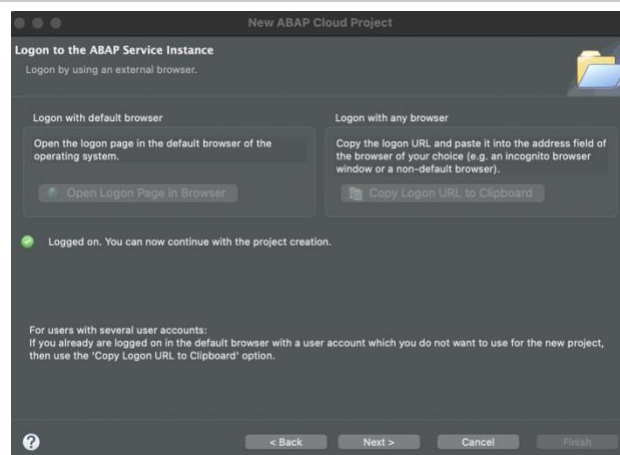 New ABAP Cloud Project
Logon to the ABAP Service Instance
Logon by using an external browser.
Logon with default browser
Open the logon page in the default browser of the
operating system.
Open Logon Page in Browser
Logon with any browser
Copy the logon URL and paste it into the address field of
the browser of your choice (e.g. an incognito browser
window or a non-default browser).
Copy Logon URL to Clipboard
Logged on. You can now continue with the project creation.
For users with several user accounts:
If you already are logged on in the default browser with a user account which you do not want to use for the new project,
then use the 'Copy Logon URL to Clipboard' option.
?
< Back
Next >
Cancel
Finish